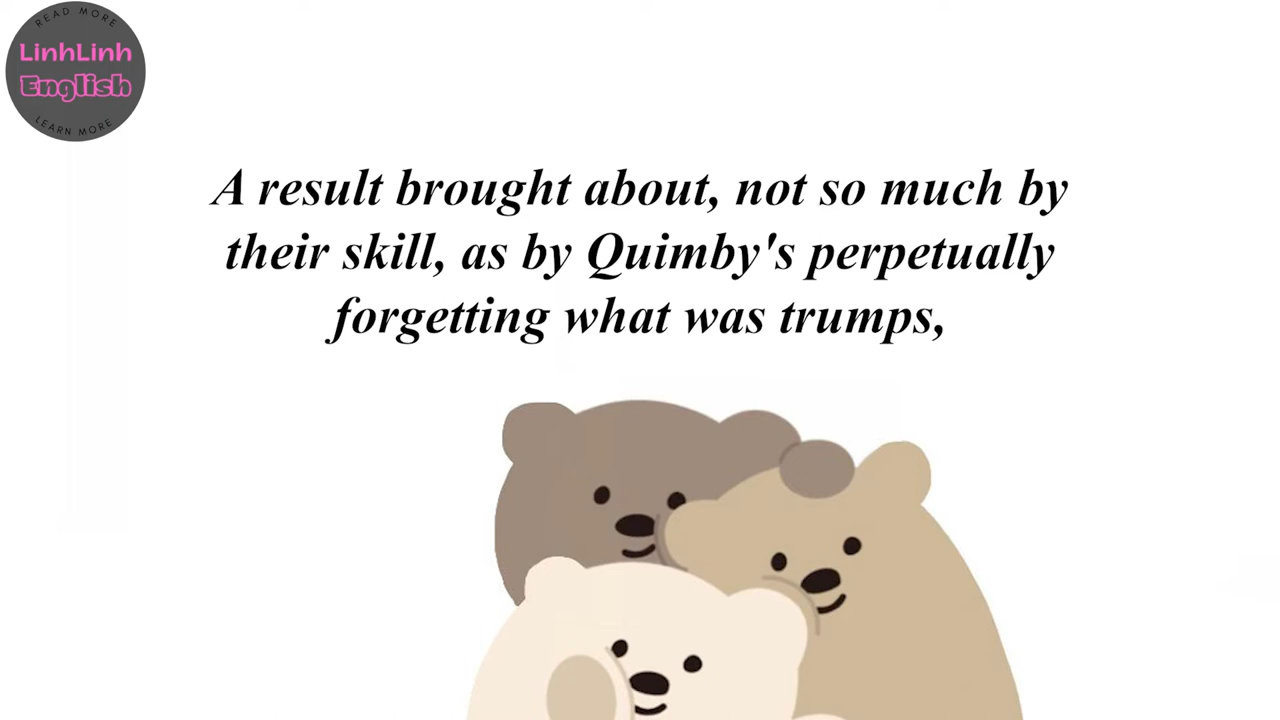 READ MORE
LinhLinh
English
LEARN MORE
A result brought about, not so much by
their skill, as by Quimby's perpetually
forgetting what was trumps,